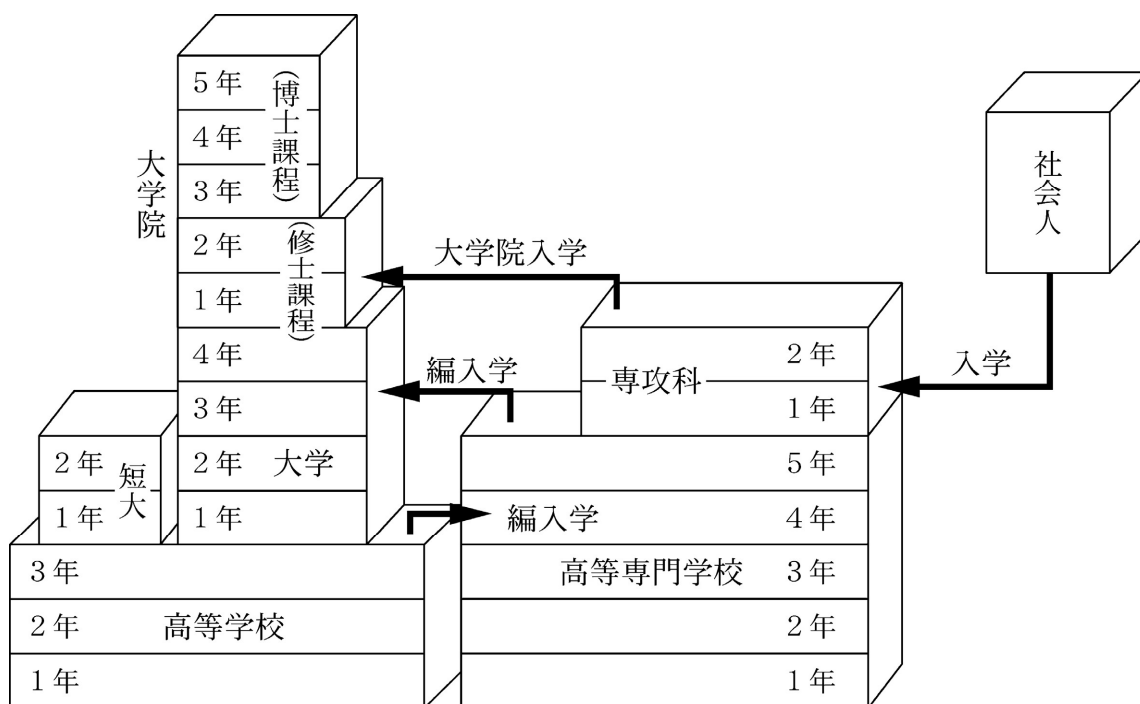 大学院
5年
4年
3年
(博士課程)
2年
1年
(修士課程)
4年
3年
2年 大学
1年
2年
1年
短大
3年
2年 高等学校
1年
大学院入学
編入学
編入学
社会人
入学
専攻科
2年
1年
5年
4年
高等専門学校 3年
2年
1年